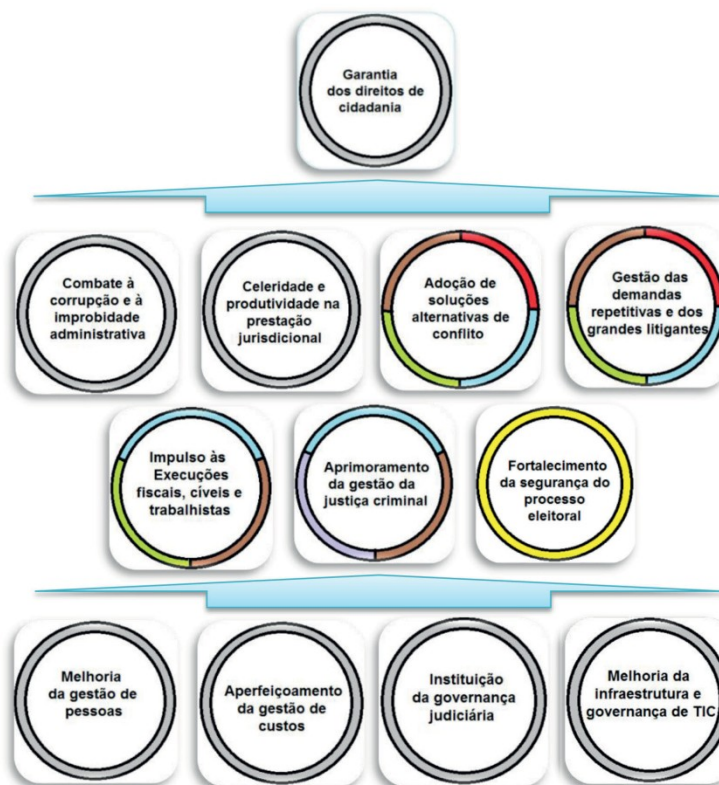 Garantia
dos direitos de
cidadania
Combate à
corrupção e à
improbidade
administrativa
Celeridade e
produtividade na
prestação
jurisdicional
Adoção de
soluções
alternativas de
conflito
Gestão das
demandas
repetitivas e dos
grandes litigantes
Impulso às
Execuções
fiscais, cíveis e
trabalhistas
Aprimoramento
da gestão da
justiça criminal
Fortalecimento
da segurança do
processo
eleitoral
Melhoria
da gestão de
pessoas
Aperfeiçoamento
da gestão de
custos
Instituição
da governança
judiciária
Melhoria da
infraestrutura e
governança de TIC